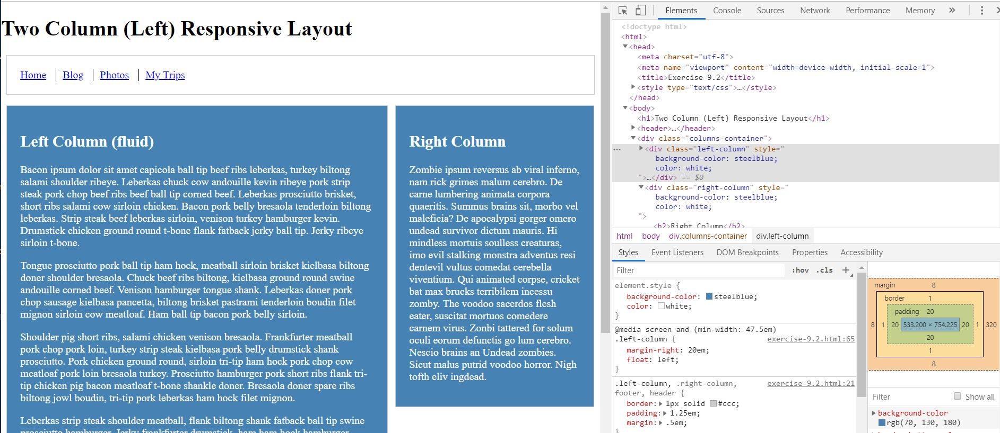 Two Column (Left) Responsive Layout
Home
Blog
Photos
My Trips
Left Column (fluid)
Bacon ipsum dolor sit amet capicola ball tip beef ribs leberkas, turkey biltong
salami shoulder ribeye. Leberkas chuck cow andouille kevin ribeye pork strip
steak pork chop beef ribs beef ball tip corned beef. Leberkas prosciutto brisket,
short ribs salami cow sirloin chicken. Bacon pork belly bresaola tenderloin biltong
leberkas. Strip steak beef leberkas sirloin, venison turkey hamburger kevin.
Drumstick chicken ground round t-bone flank fatback jerky ball tip. Jerky ribeye
sirloin t-bone.
Tongue prosciutto pork ball tip ham hock, meatball sirloin brisket kielbasa biltong
doner shoulder bresaola. Chuck beef ribs biltong, kielbasa ground round swine
andouille corned beef. Venison hamburger tongue shank. Leberkas doner pork
chop sausage kielbasa pancetta, biltong brisket pastrami tenderloin boudin filet
mignon sirloin cow meatloaf. Ham ball tip bacon pork belly sirloin.
Shoulder pig short ribs, salami chicken venison bresaola. Frankfurter meatball
pork chop pork loin, turkey strip steak kielbasa pork belly drumstick shank
prosciutto. Pork chicken ground round, sirloin tri-tip ham hock pork chop cow
meatloaf pork loin bresaola turkey. Prosciutto hamburger pork short ribs flank tri-
tip chicken pig bacon meatloaf t-bone shankle doner. Bresaola doner spare ribs
biltong jowl boudin, tri-tip pork leberkas ham hock filet mignon.
Leberkas strip steak shoulder meatball, flank biltong shank fatback ball tip swine
prosciutto hamburger. Jerky frankfurter drumstick, ham ham hock hamburger
Right Column
Zombie ipsum reversus ab viral inferno,
nam rick grimes malum cerebro. De
carne lumbering animata corpora
quaeritis. Summus brains sit, morbo vel
maleficia? De apocalypsi gorger omero
undead survivor dictum mauris. Hi
mindless mortuis soulless creaturas,
imo evil stalking monstra adventus resi
dentevil vultus comedat cerebella
viventium. Qui animated corpse, cricket
bat max brucks terribilem incessu
zomby. The voodoo sacerdos flesh
eater, suscitat mortuos comedere
carnem virus. Zonbi tattered for solum
oculi eorum defunctis go lum cerebro.
Nescio brains an Undead zombies.
Sicut malus putrid voodoo horror. Nigh
tofth eliv ingdead.
Elements
Console
Sources
Network
Performance
Memory
»
<!doctype html>
<html>
<head>
<meta charset="utf-8">
<meta name="viewport" content="width=device-width, initial-scale=1">
<title>Exercise 9.2</title>
<style type="text/css">…</style>
</head>
<body>
<h1>Two Column (Left) Responsive Layout</h1>
<header>…</header>
<div class="columns-container">
<div class="left-column" style="
background-color: steelblue;
color: white;
">…</div> == $0
<div class="right-column" style="
background-color: steelblue;
color: white;
">
<h2>Right Column</h2>
html
body
div.columns-container
div.left-column
Styles
Event Listeners
DOM Breakpoints
Properties
Accessibility
Filter
:hov
.cls
+
element.style {
background-color: steelblue;
color: white;
}
@media screen and (min-width: 47.5em)
.left-column { exercise-9.2.html:65
margin-right: 20em;
float: left;
}
.left-column, .right-column, exercise-9.2.html:21
footer, header {
border: 1px solid #ccc;
padding: 1.25em;
margin: .5em;
}
margin 8
border 1
padding 20
8 1 20 533.200 × 754.225 20 1 320
20
1
8
Filter
Show all
background-color
rgb(70, 130, 180)